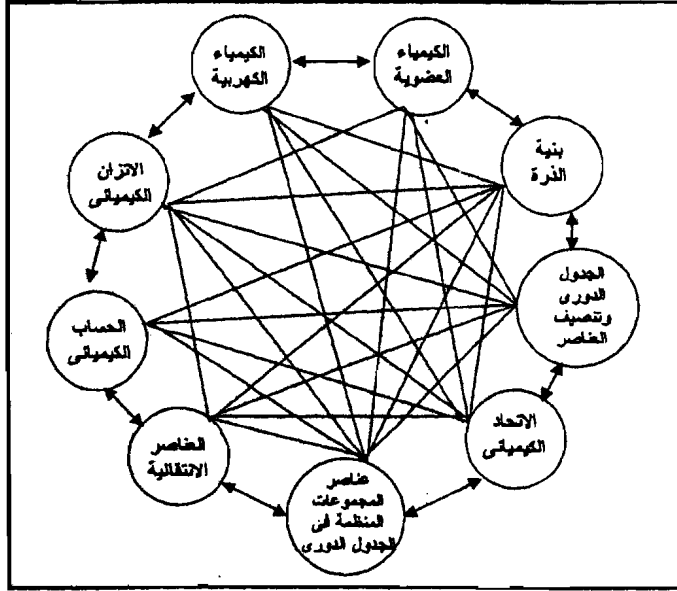 الكيمياء
العضوية
الكيمياء
الكهربية
بنية
الذرة
الاتزان
الكيميائى
الجدول
الدورى
وتصنيف
العناصر
الحساب
الكيميائى
الاتحاد
الكيميائى
العناصر
الانتقالية
عناصر
المجموعات
المنظمة فى
الجدول الدورى